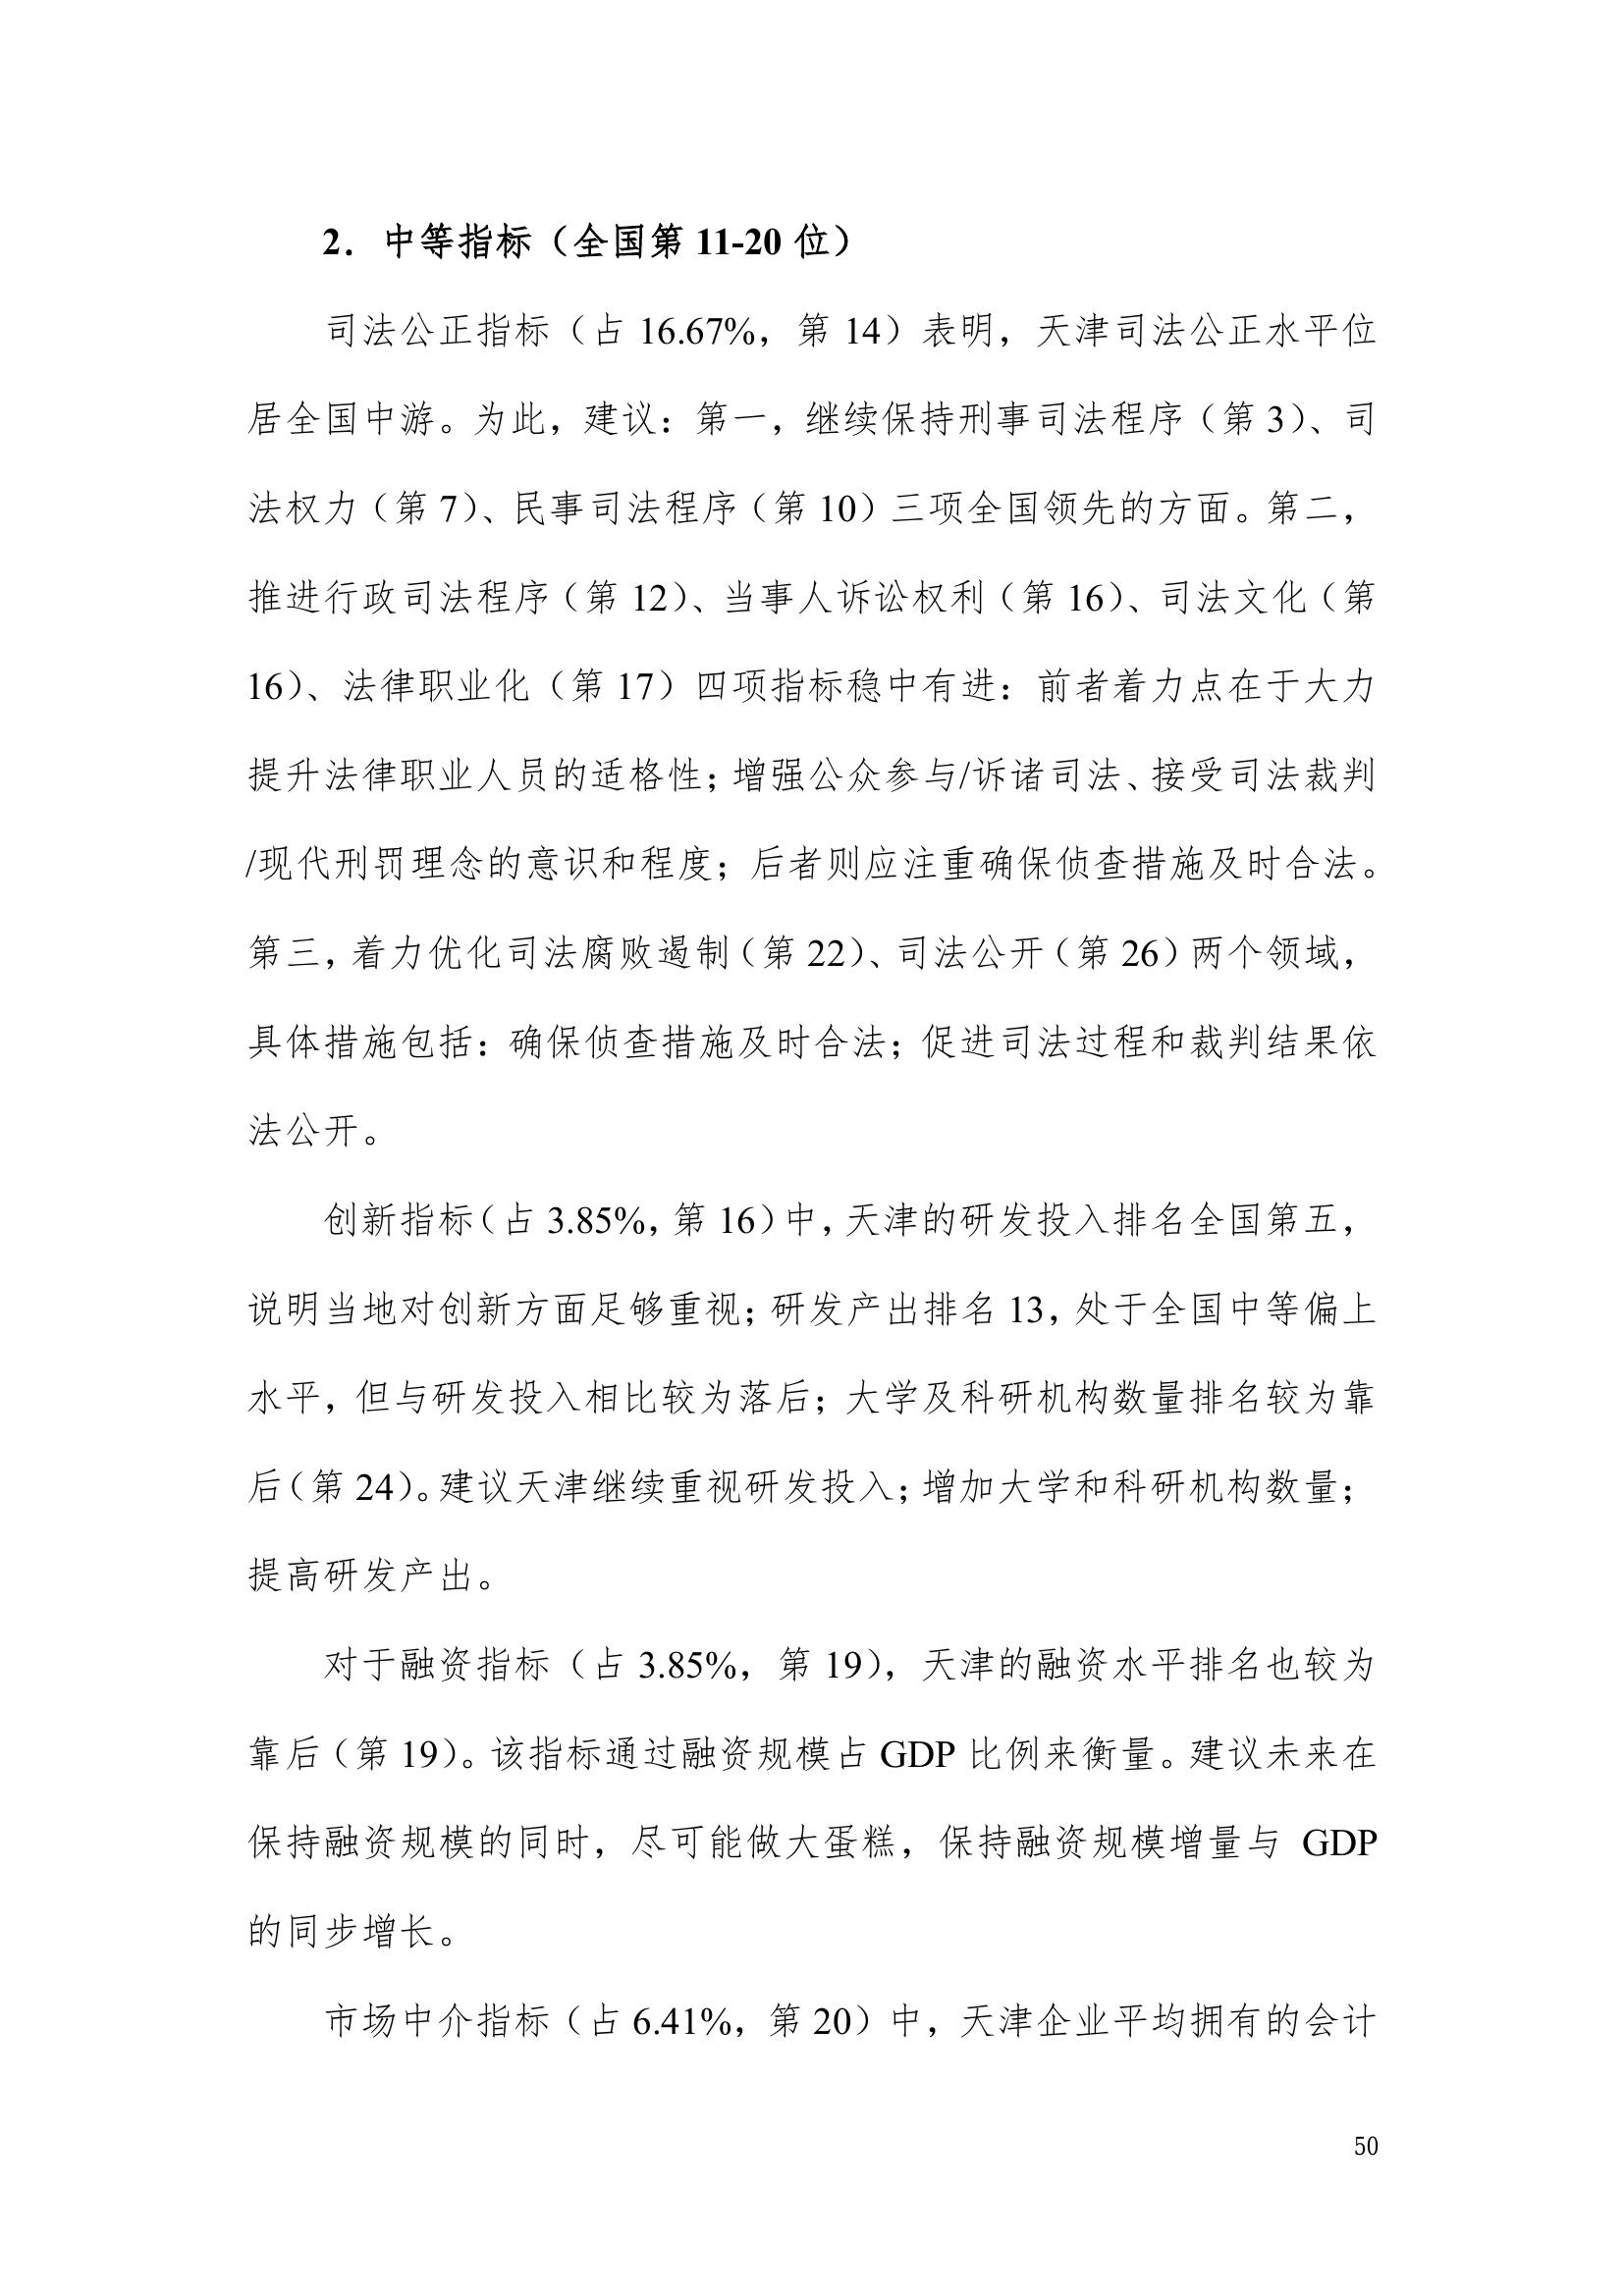 2．中等指标（全国第 11-20 位）
司法公正指标（占 16.67%，第 14）表明，天津司法公正水平位
居全国中游。为此，建议：第一，继续保持刑事司法程序（第 3）、司
法权力（第 7）、民事司法程序（第 10）三项全国领先的方面。第二，
推进行政司法程序（第 12）、当事人诉讼权利（第 16）、司法文化（第
16）、法律职业化（第 17）四项指标稳中有进：前者着力点在于大力
提升法律职业人员的适格性；增强公众参与/诉诸司法、接受司法裁判
/现代刑罚理念的意识和程度；后者则应注重确保侦查措施及时合法。
第三，着力优化司法腐败遏制（第 22）、司法公开（第 26）两个领域，
具体措施包括：确保侦查措施及时合法；促进司法过程和裁判结果依
法公开。
创新指标（占 3.85%，第 16）中，天津的研发投入排名全国第五，
说明当地对创新方面足够重视；研发产出排名 13，处于全国中等偏上
水平，但与研发投入相比较为落后；大学及科研机构数量排名较为靠
后（第 24）。建议天津继续重视研发投入；增加大学和科研机构数量；
提高研发产出。
对于融资指标（占 3.85%，第 19），天津的融资水平排名也较为
靠后（第 19）。该指标通过融资规模占 GDP 比例来衡量。建议未来在
保持融资规模的同时，尽可能做大蛋糕，保持融资规模增量与 GDP
的同步增长。
市场中介指标（占 6.41%，第 20）中，天津企业平均拥有的会计
50